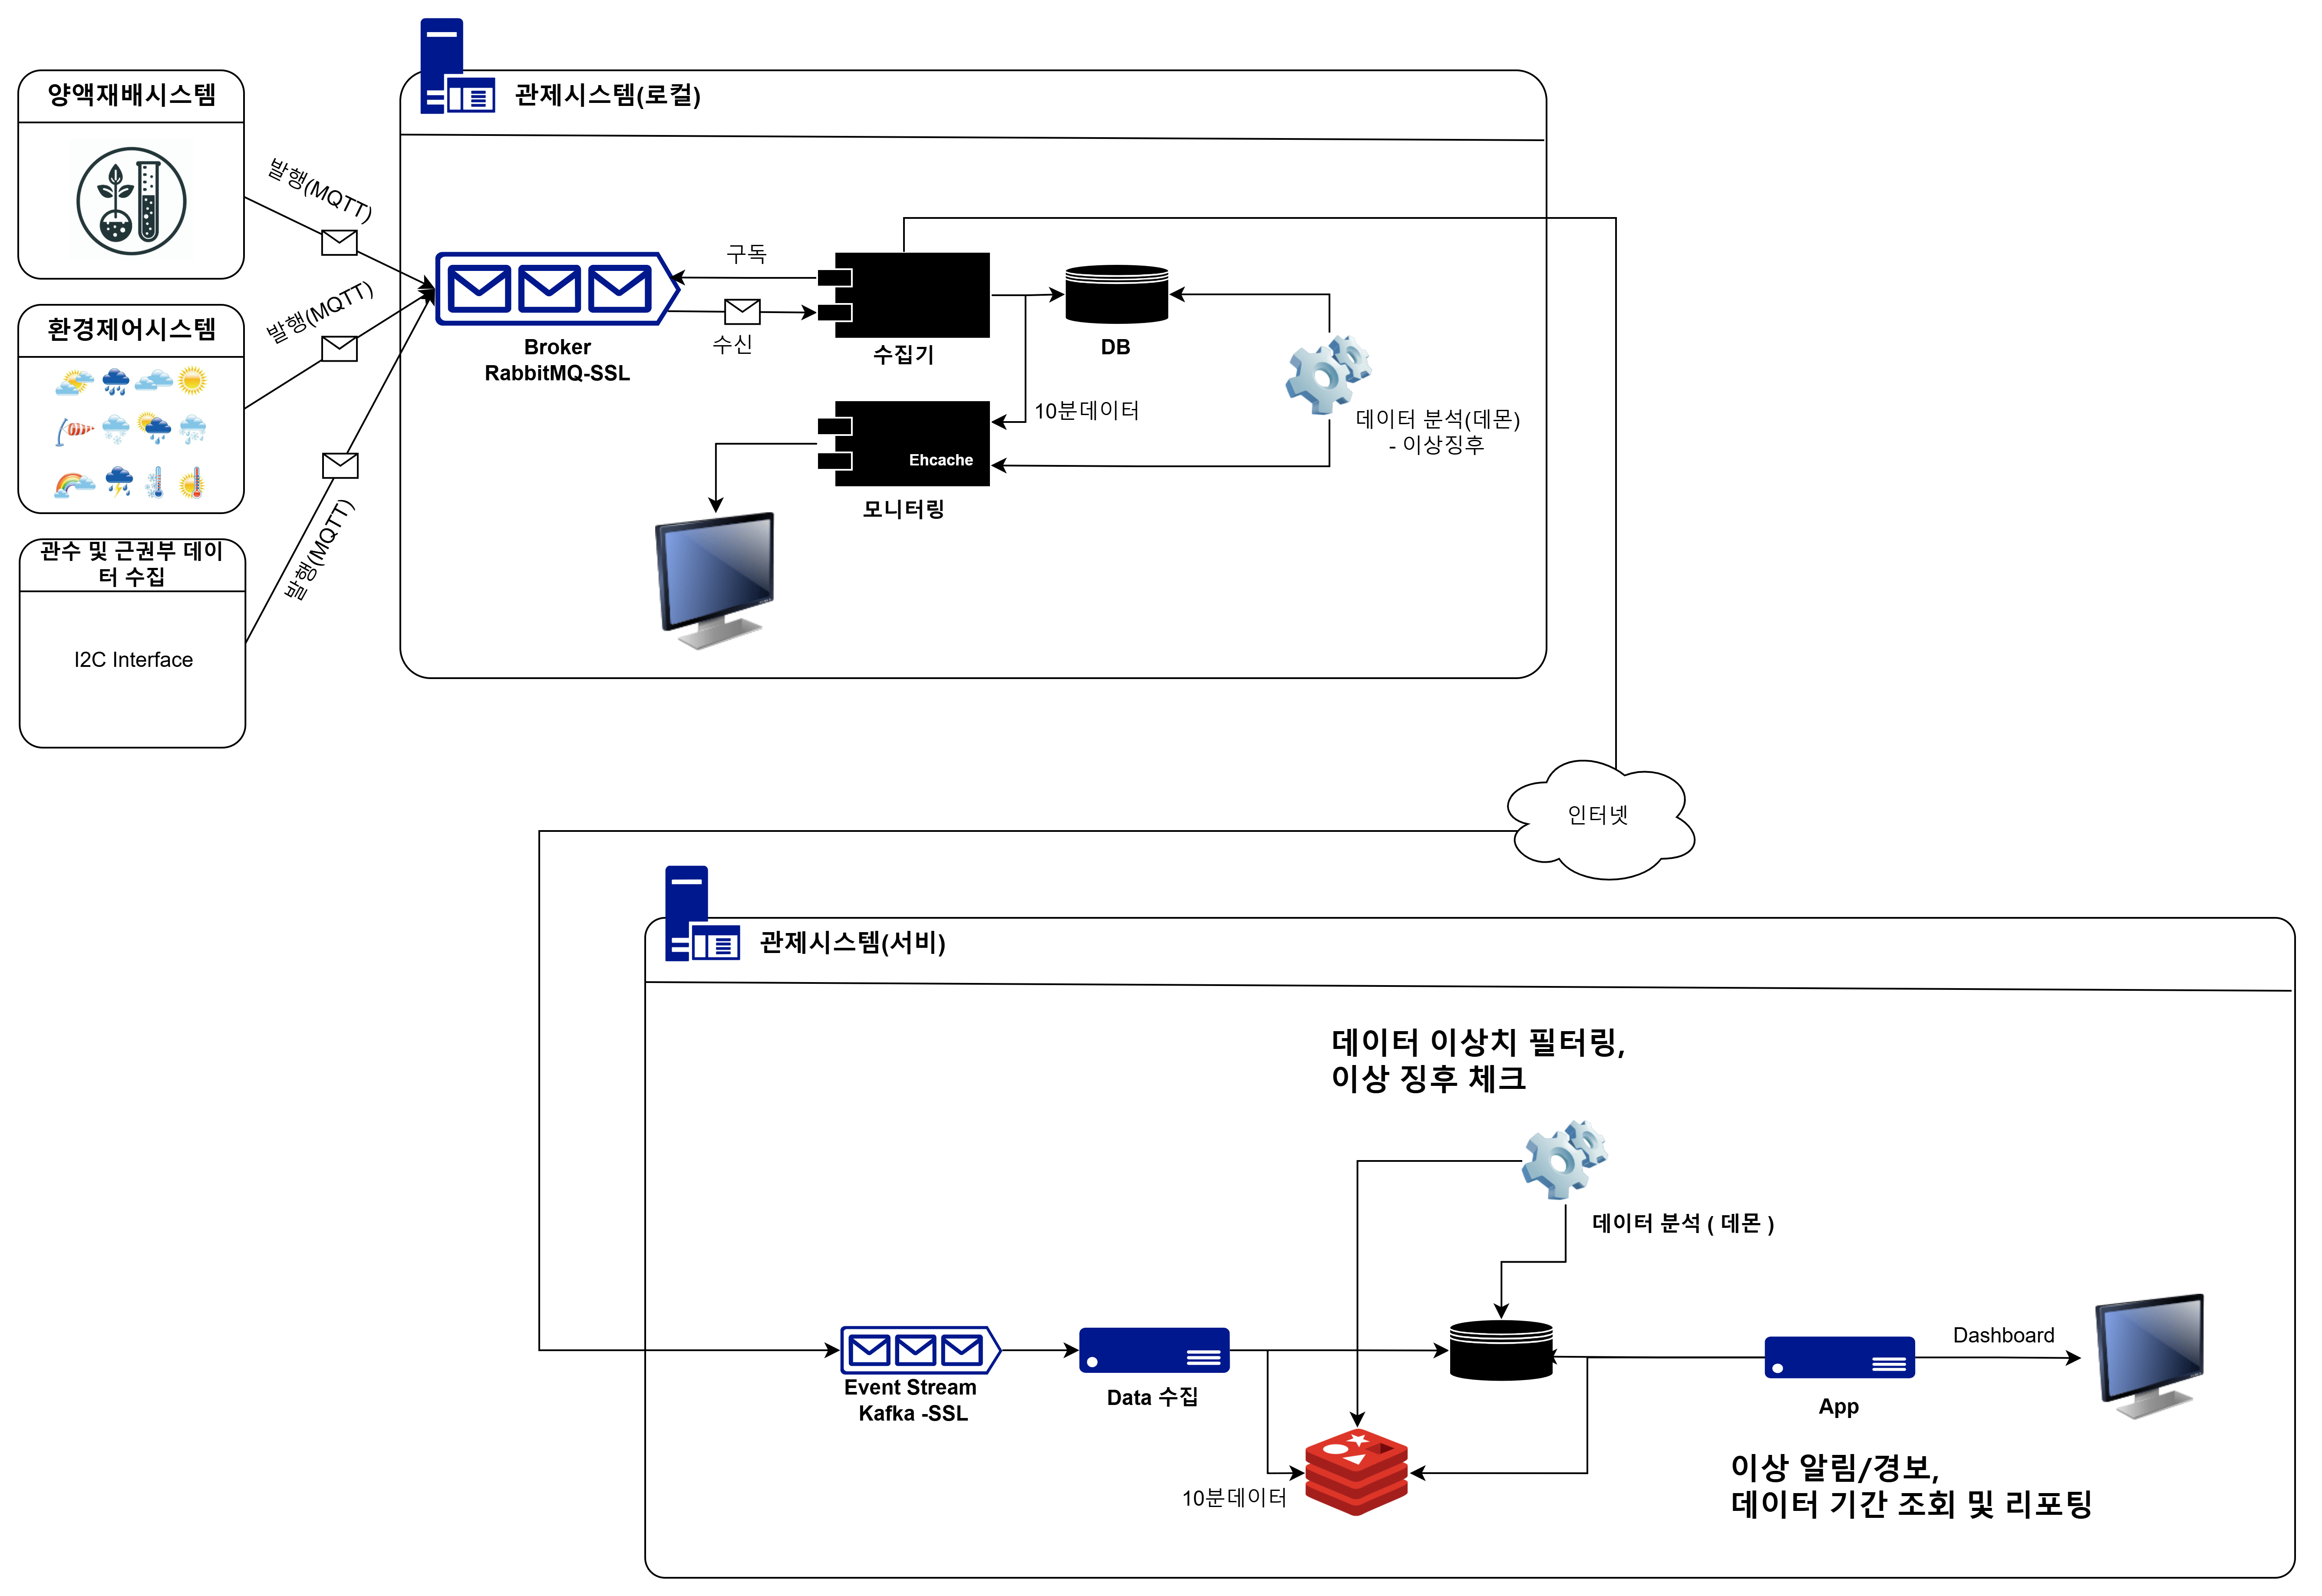 양액재배시스템
관제시스템(로컬)
발행(MQTT)
환경제어시스템
발행(MQTT)
관수 및 근권부 데이
터 수집
I2C Interface
발행(MQTT)
구독
수신
Broker
RabbitMQ-SSL
수집기
DB
10분데이터
Ehcache
모니터링
데이터 분석(데몬)
- 이상징후
인터넷
관제시스템(서비)
데이터 이상치 필터링,
이상 징후 체크
데이터 분석 ( 데몬 )
Event Stream
Kafka -SSL
Data 수집
10분데이터
App
Dashboard
이상 알림/경보,
데이터 기간 조회 및 리포팅